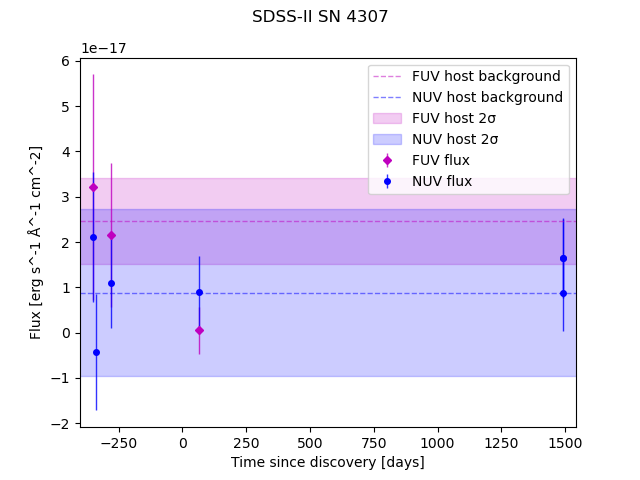 SDSS-II SN 4307
1e−17
6
5
4
3
2
1
0
−1
−2
Flux [erg s^-1 Å^-1 cm^-2]
FUV host background
NUV host background
FUV host 2σ
NUV host 2σ
FUV flux
NUV flux
−250 0 250 500 750 1000 1250 1500
Time since discovery [days]